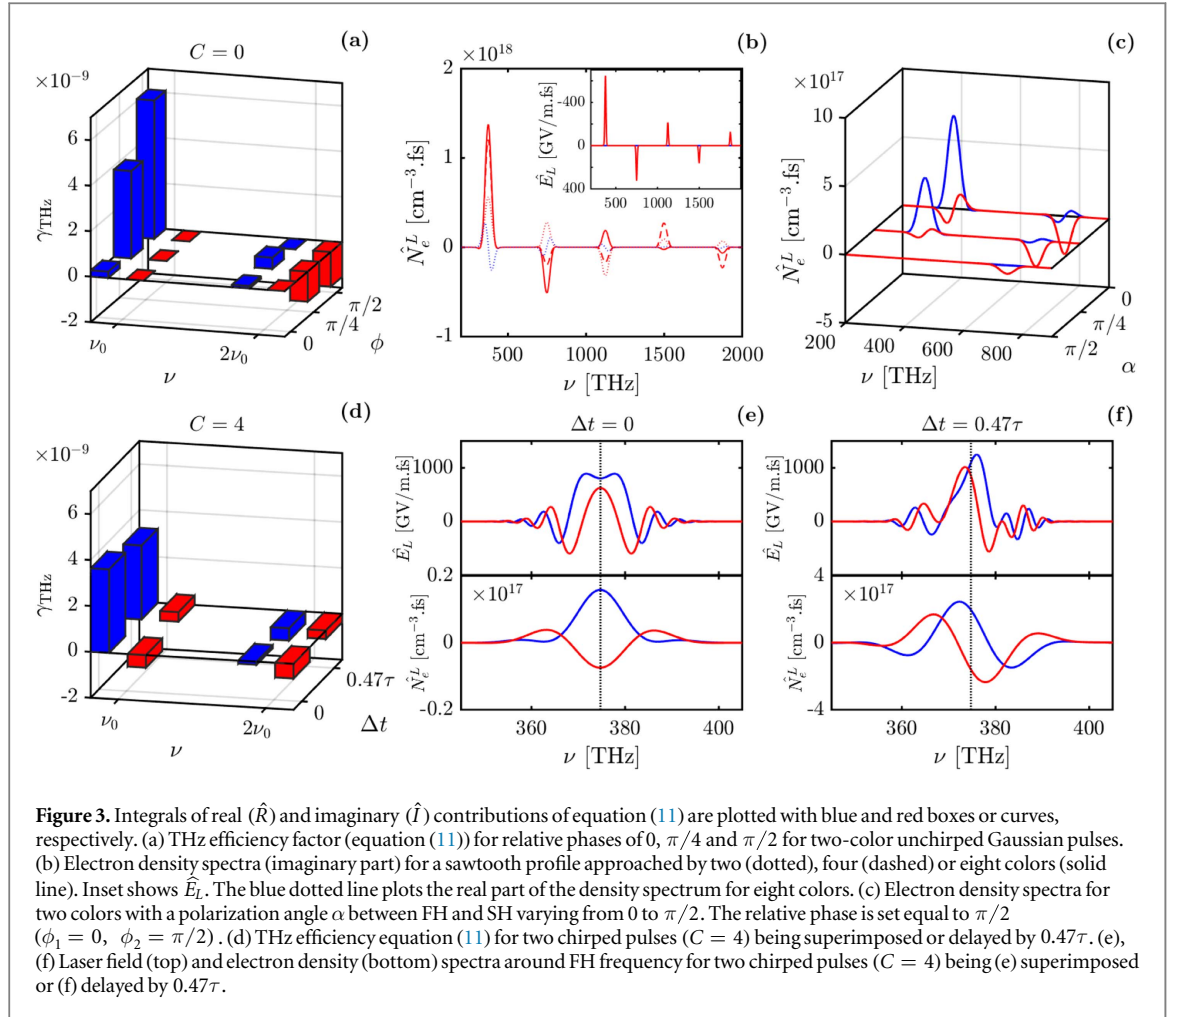 (a)
C = 0
×10⁻⁹
6
4
2
0
-2
γTHz
ν₀
2ν₀
ν
0
π/4
π/2
ϕ
(b)
×10¹⁸
2
1
0
-1
N̂ₑᴸ [cm⁻³.fs]
500
1000
1500
2000
ν [THz]
-400
0
400
Ê_L [GV/m.fs]
500
1000
1500
(c)
×10¹⁷
10
5
0
-5
N̂ₑᴸ [cm⁻³.fs]
200
400
600
800
ν [THz]
0
π/4
π/2
α
(d)
C = 4
×10⁻⁹
6
4
2
0
-2
γTHz
ν₀
2ν₀
ν
0
0.47τ
Δt
(e)
Δt = 0
1000
0
Ê_L [GV/m.fs]
0.2
×10¹⁷
0
-0.2
N̂ₑᴸ [cm⁻³.fs]
360
380
400
ν [THz]
(f)
Δt = 0.47τ
1000
0
Ê_L [GV/m.fs]
4
×10¹⁷
0
-4
N̂ₑᴸ [cm⁻³.fs]
360
380
400
ν [THz]
Figure 3. Integrals of real (R̂) and imaginary (Î) contributions of equation (11) are plotted with blue and red boxes or curves,
respectively. (a) THz efficiency factor (equation (11)) for relative phases of 0, π/4 and π/2 for two-color unchirped Gaussian pulses.
(b) Electron density spectra (imaginary part) for a sawtooth profile approached by two (dotted), four (dashed) or eight colors (solid
line). Inset shows Ê_L. The blue dotted line plots the real part of the density spectrum for eight colors. (c) Electron density spectra for
two colors with a polarization angle α between FH and SH varying from 0 to π/2. The relative phase is set equal to π/2
(ϕ₁ = 0, ϕ₂ = π/2). (d) THz efficiency equation (11) for two chirped pulses (C = 4) being superimposed or delayed by 0.47τ. (e),
(f) Laser field (top) and electron density (bottom) spectra around FH frequency for two chirped pulses (C = 4) being (e) superimposed
or (f) delayed by 0.47τ.